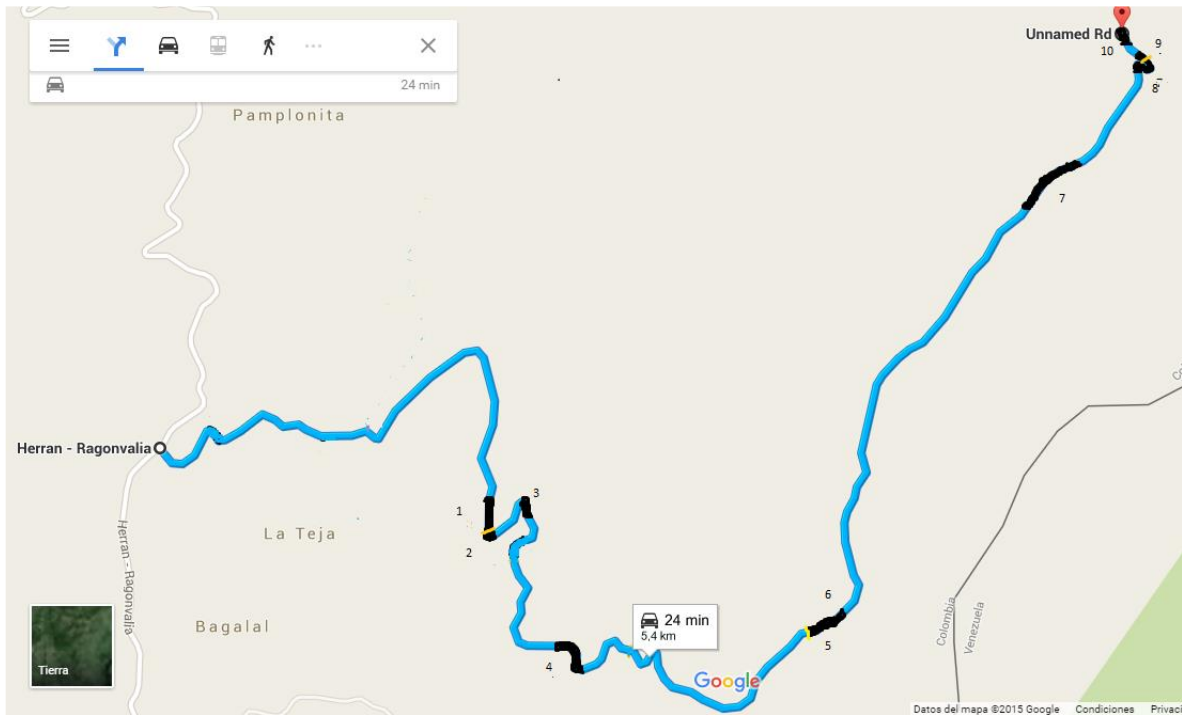 24 min
Pamplonita
Unnamed Rd
10
9
8
7
Herran - Ragonvalia
1
3
La Teja
2
Herran - Ragonvalia
Bagalal
24 min
5,4 km
6
5
4
Colombia
Venezuela
Tierra
Google
Datos del mapa ©2015 Google Condiciones